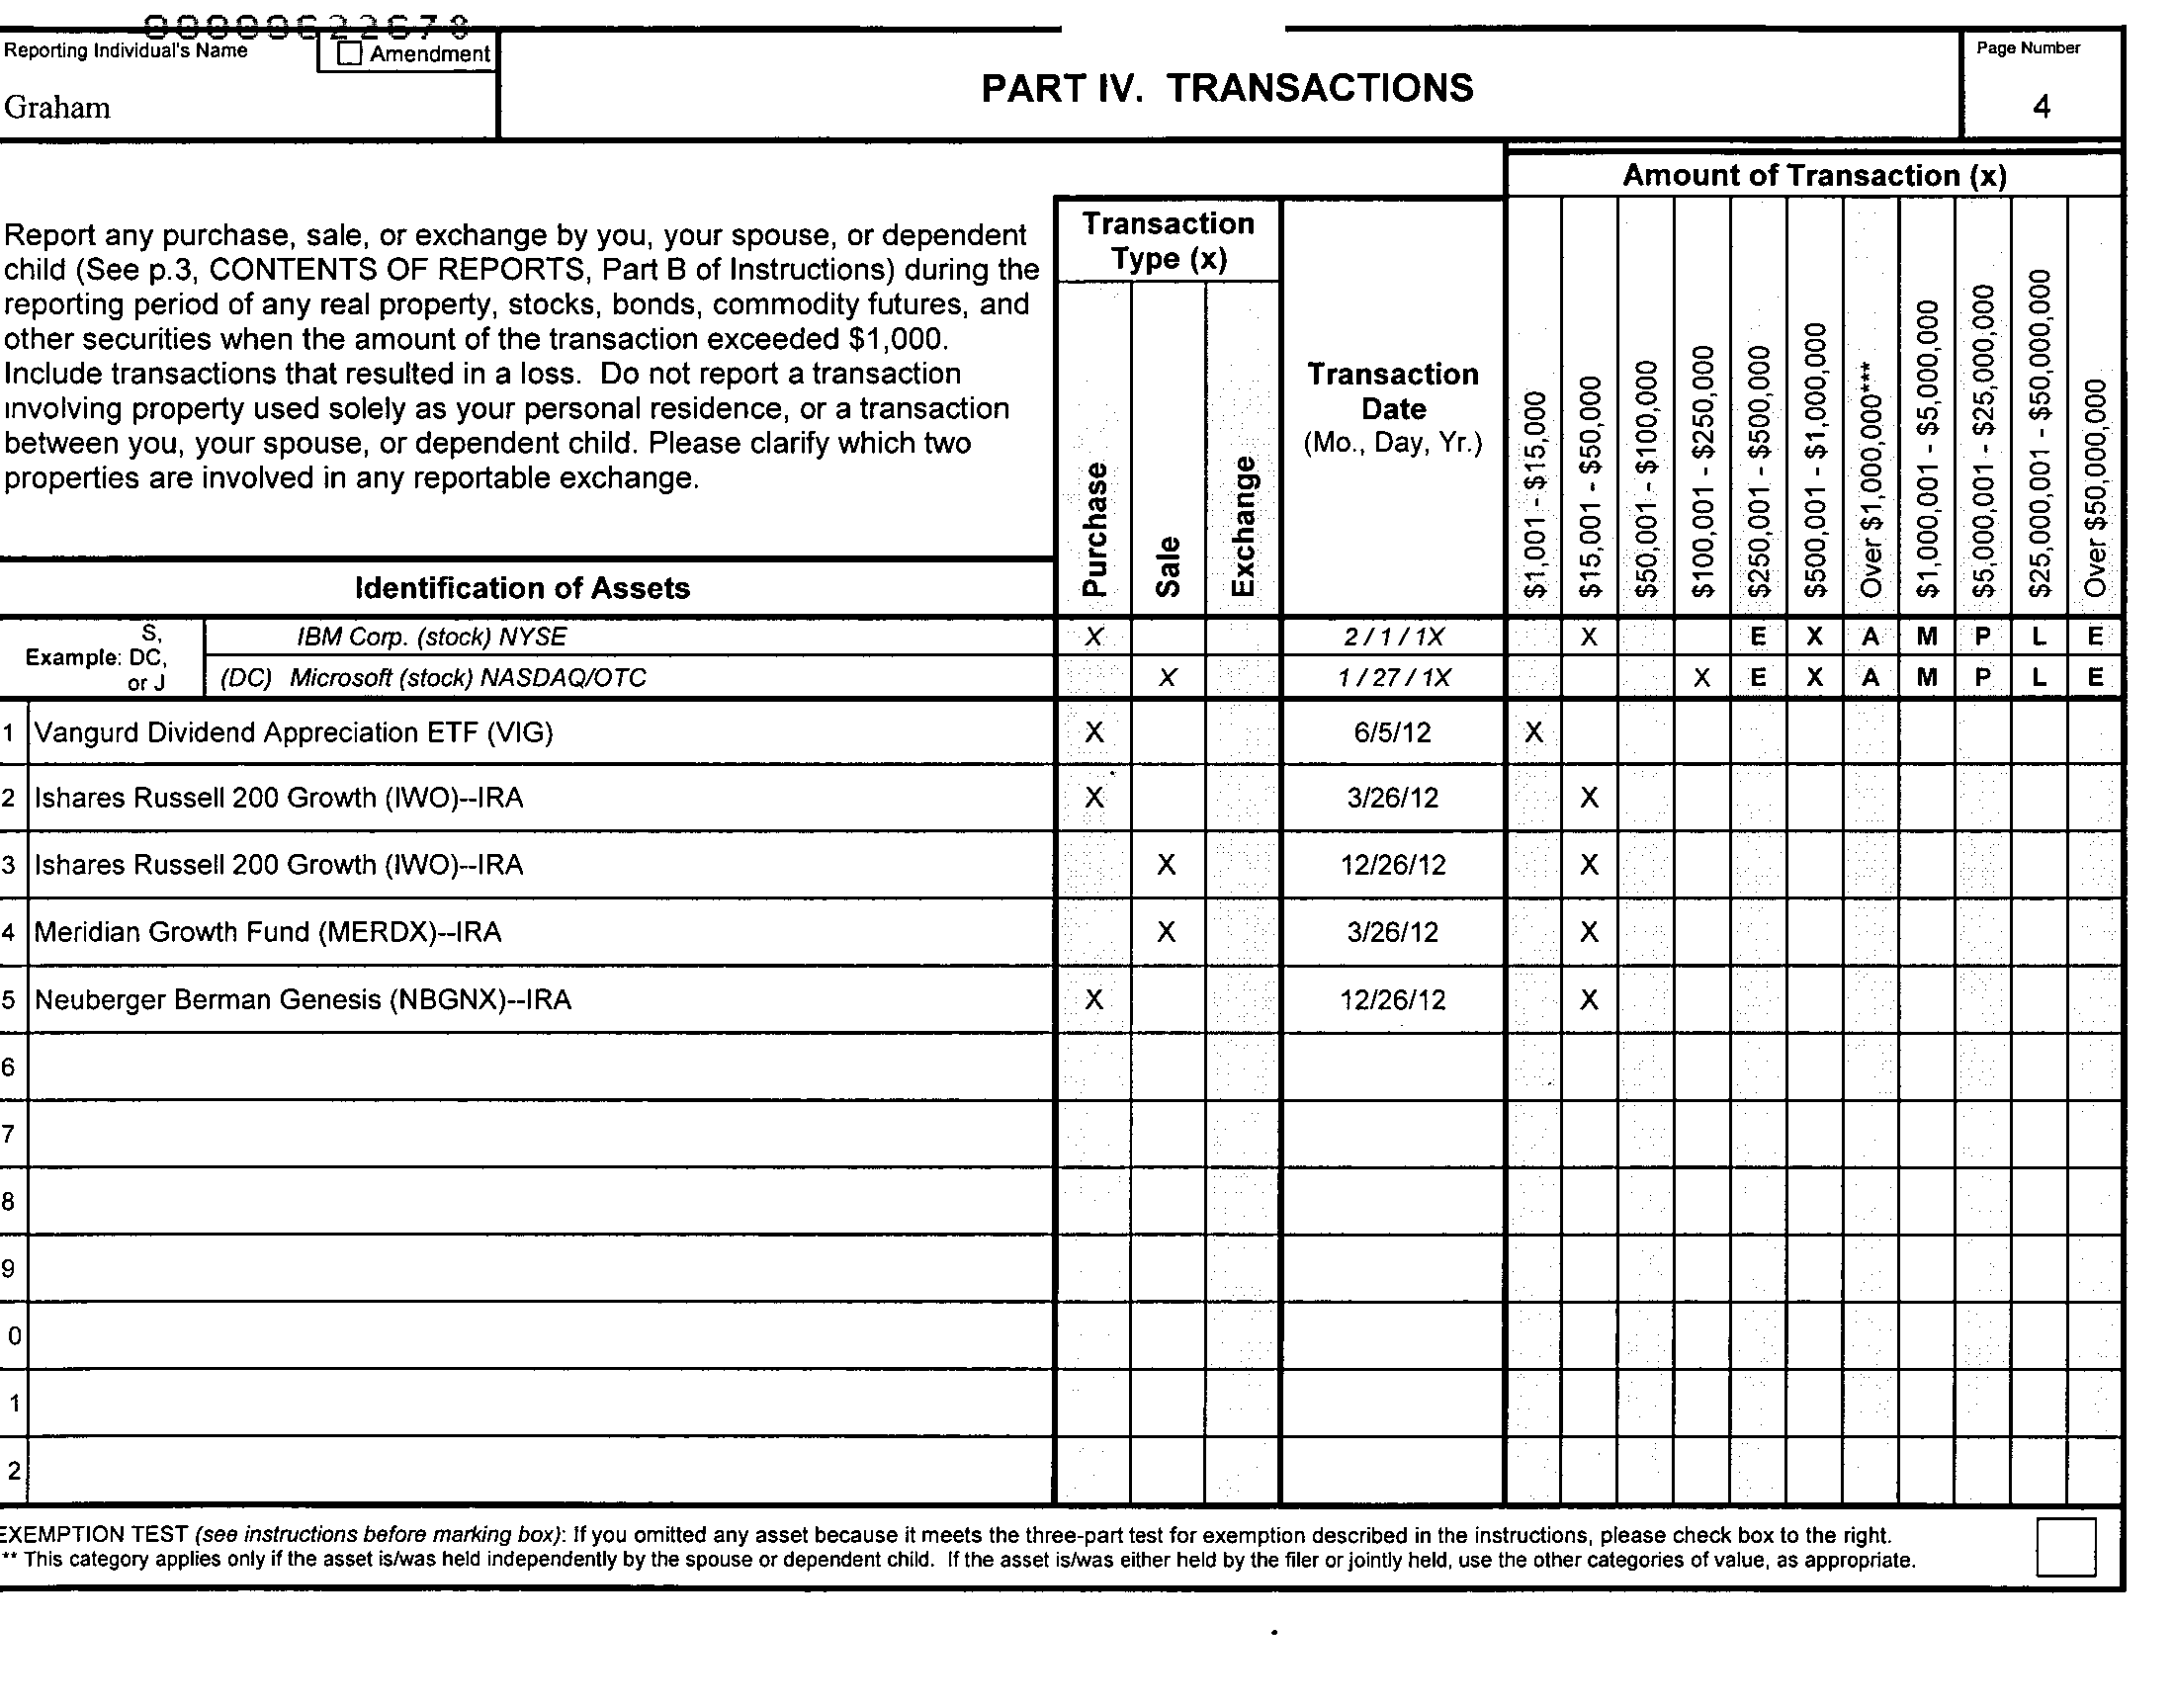 Reporting Individual's Name
Amendment
Graham
PART IV. TRANSACTIONS
Page Number
4
Amount of Transaction (x)
Report any purchase, sale, or exchange by you, your spouse, or dependent
child (See p.3, CONTENTS OF REPORTS, Part B of Instructions) during the
reporting period of any real property, stocks, bonds, commodity futures, and
other securities when the amount of the transaction exceeded $1,000.
Include transactions that resulted in a loss. Do not report a transaction
involving property used solely as your personal residence, or a transaction
between you, your spouse, or dependent child. Please clarify which two
properties are involved in any reportable exchange.
Transaction
Type (x)
Purchase
Sale
Exchange
Transaction
Date
(Mo., Day, Yr.)
$1,001 - $15,000
$15,001 - $50,000
$50,001 - $100,000
$100,001 - $250,000
$250,001 - $500,000
$500,001 - $1,000,000
Over $1,000,000***
$1,000,001 - $5,000,000
$5,000,001 - $25,000,000
$25,000,001 - $50,000,000
Over $50,000,000
Identification of Assets
S,
Example: DC,
or J
IBM Corp. (stock) NYSE X 2 / 1 / 1X X E X A M P L E
(DC) Microsoft (stock) NASDAQ/OTC X 1 / 27 / 1X X E X A M P L E
1 Vangurd Dividend Appreciation ETF (VIG) X 6/5/12 X
2 Ishares Russell 200 Growth (IWO)--IRA X 3/26/12 X
3 Ishares Russell 200 Growth (IWO)--IRA X 12/26/12 X
4 Meridian Growth Fund (MERDX)--IRA X 3/26/12 X
5 Neuberger Berman Genesis (NBGNX)--IRA X 12/26/12 X
6
7
8
9
0
1
2
EXEMPTION TEST (see instructions before marking box): If you omitted any asset because it meets the three-part test for exemption described in the instructions, please check box to the right.
** This category applies only if the asset is/was held independently by the spouse or dependent child. If the asset is/was either held by the filer or jointly held, use the other categories of value, as appropriate.